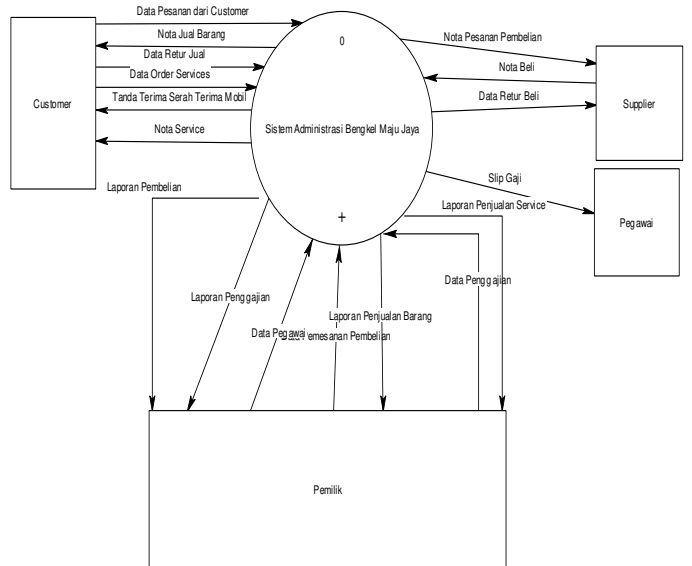 Data Pesanan dari Customer
Nota Jual Barang
Data Retur Jual
Data Order Services
Tanda Terima Serah Terima Mobil
Nota Service
Customer
0
Sistem Administrasi Bengkel Maju Jaya
+
Nota Pesanan Pembelian
Nota Beli
Data Retur Beli
Supplier
Slip Gaji
Pegawai
Laporan Pembelian
Laporan Penjualan Service
Data Penggajian
Laporan Penggajian
Laporan Penjualan Barang
Data Pegawai
Pemesanan Pembelian
Pemilik